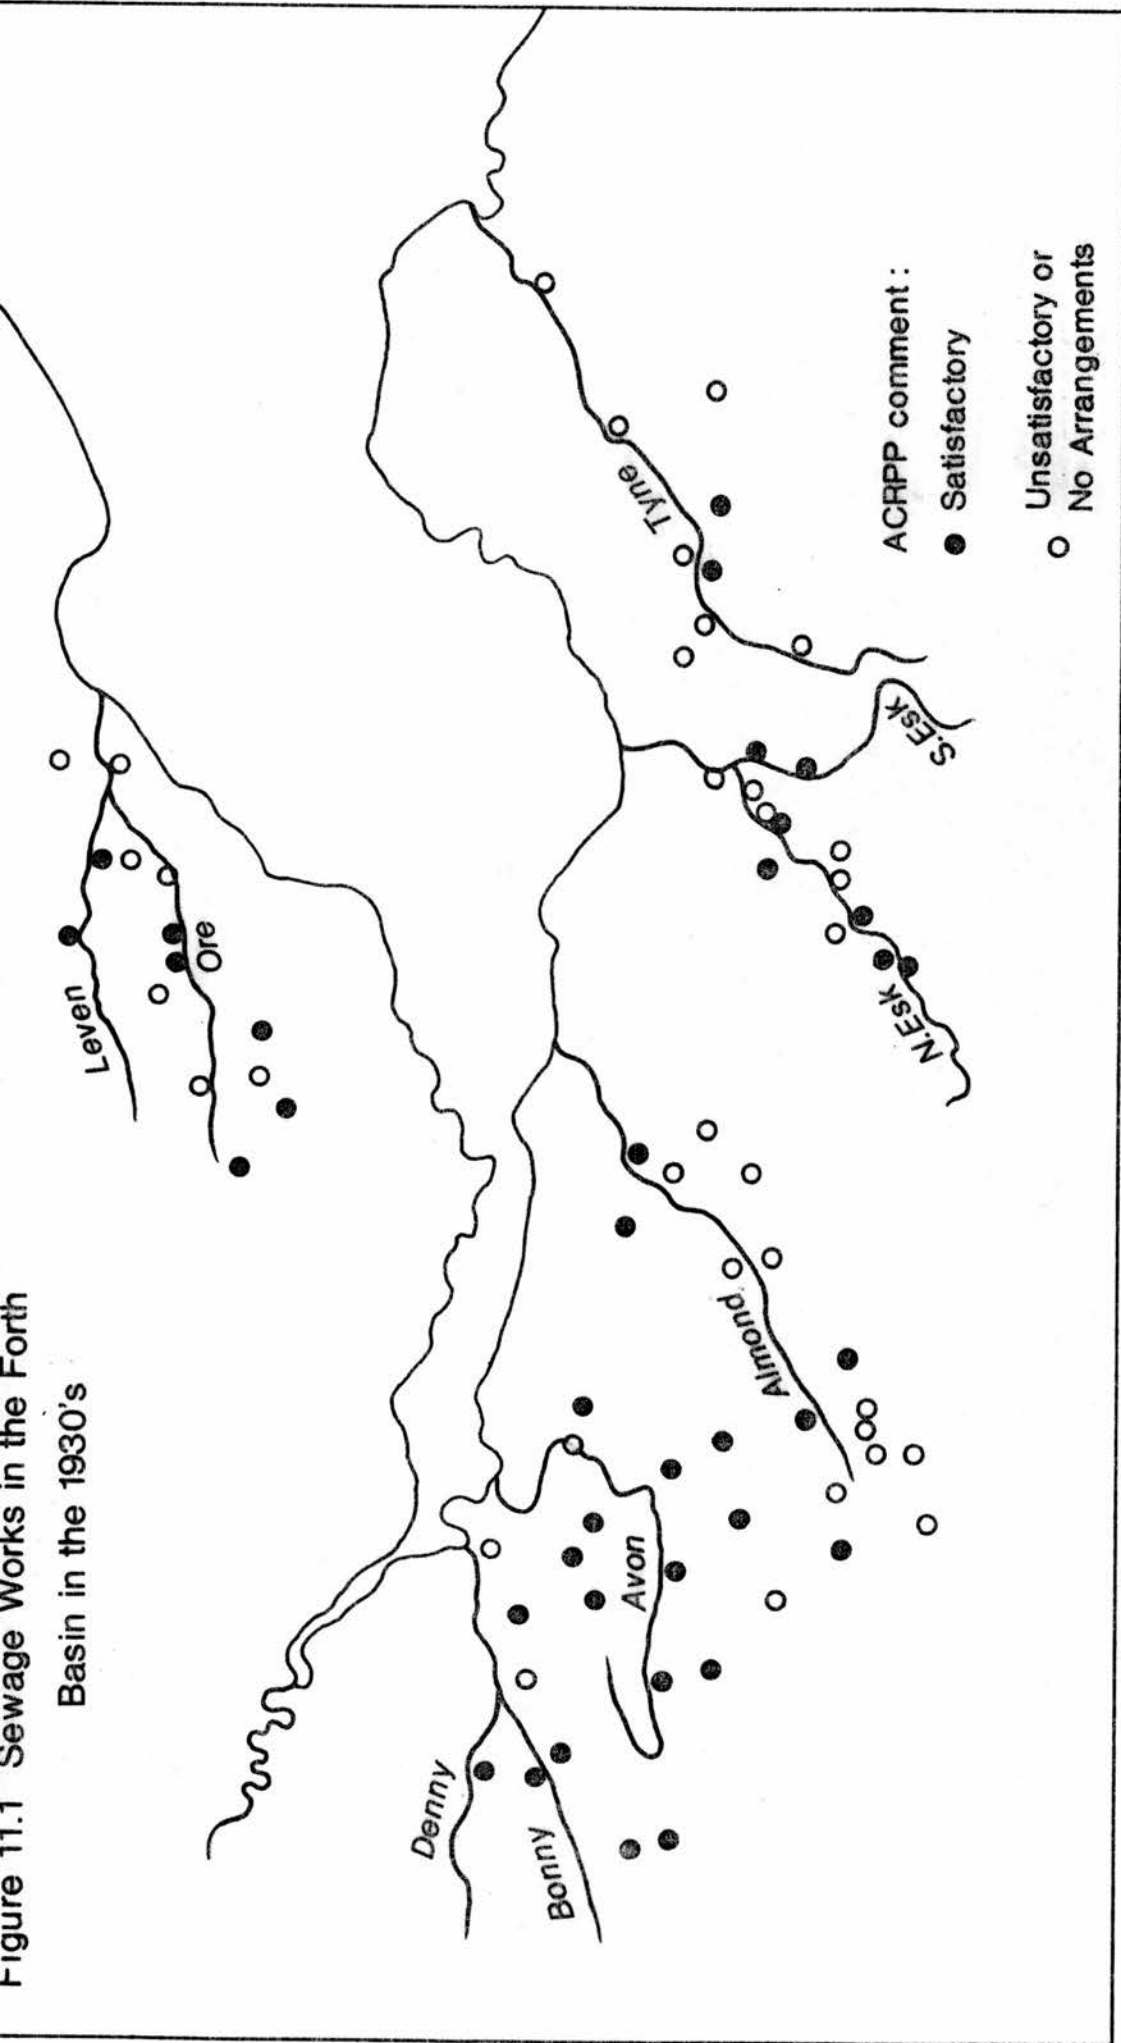 Figure 11.1 Sewage Works in the Forth
Basin in the 1930's
Leven
Ore
Denny
Bonny
Avon
Almond
N.Esk
S.Esk
Tyne
ACRPP comment :
Satisfactory
Unsatisfactory or
No Arrangements